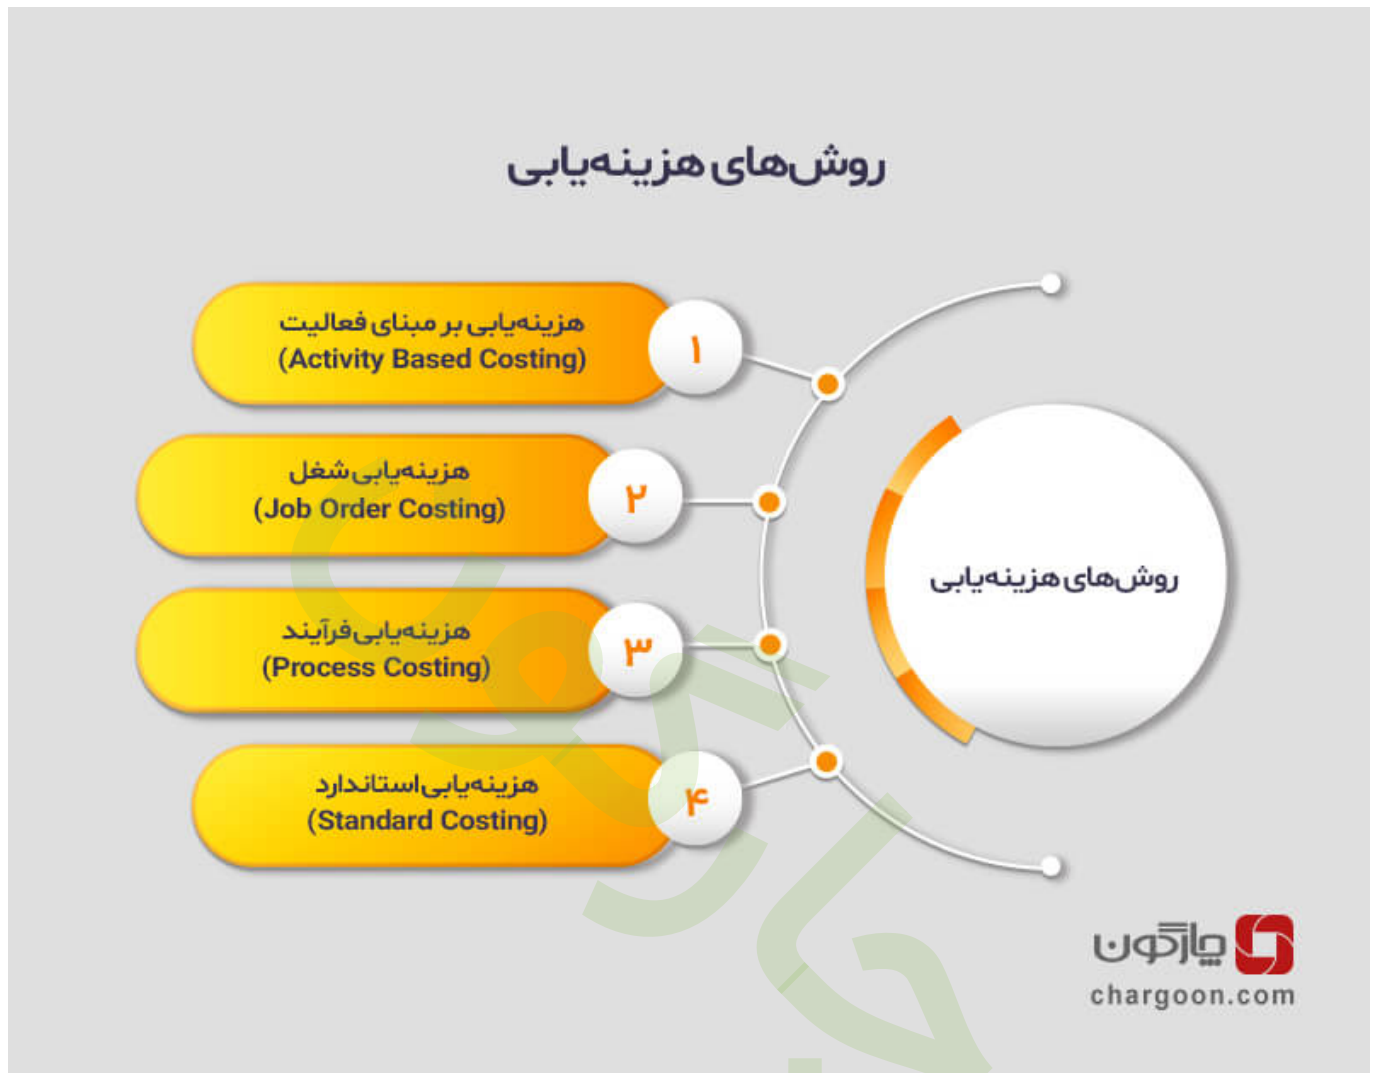 روش‌های هزینه‌یابی
۱
هزینه‌یابی بر مبنای فعالیت
(Activity Based Costing)
۲
هزینه‌یابی شغل
(Job Order Costing)
روش‌های هزینه‌یابی
۳
هزینه‌یابی فرآیند
(Process Costing)
۴
هزینه‌یابی استاندارد
(Standard Costing)
چارگون
chargoon.com
چارگون